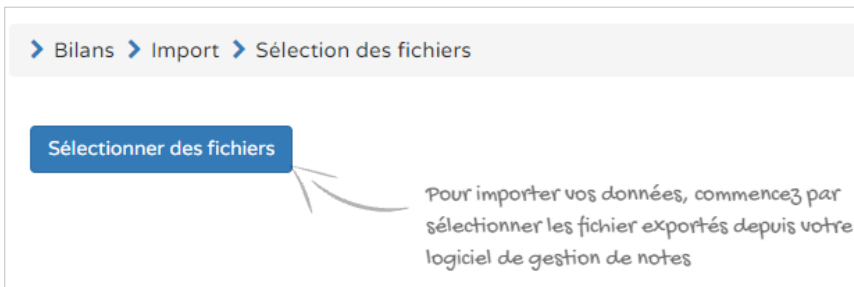 Bilans Import Sélection des fichiers
Sélectionner des fichiers
Pour importer vos données, commencez par
sélectionner les fichier exportés depuis votre
logiciel de gestion de notes